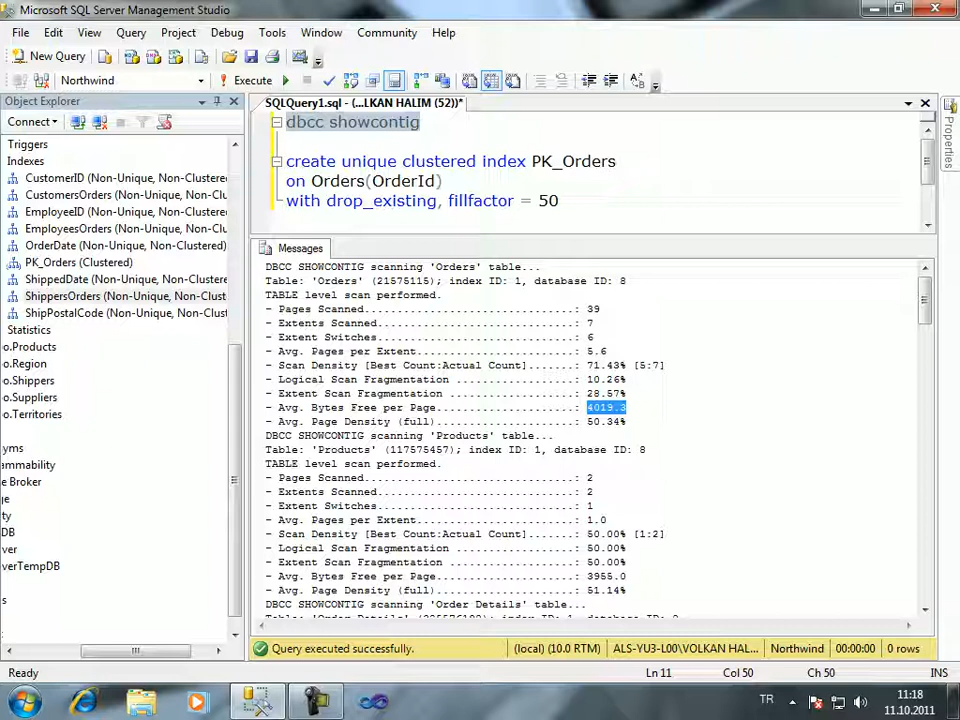 Microsoft SQL Server Management Studio
File Edit View Query Project Debug Tools Window Community Help
New Query
Northwind
Execute
Object Explorer
SQLQuery1.sql - (...LKAN HALIM (52))*
Connect
Triggers
Indexes
CustomerID (Non-Unique, Non-Clustere
CustomersOrders (Non-Unique, Non-C
EmployeeID (Non-Unique, Non-Clustere
EmployeesOrders (Non-Unique, Non-C
OrderDate (Non-Unique, Non-Clustered)
PK_Orders (Clustered)
ShippedDate (Non-Unique, Non-Cluster
ShippersOrders (Non-Unique, Non-Clust
ShipPostalCode (Non-Unique, Non-Clus
Statistics
o.Products
o.Region
o.Shippers
o.Suppliers
o.Territories
yms
ammability
e Broker
ge
ty
DB
ver
verTempDB
s
dbcc showcontig
create unique clustered index PK_Orders
on Orders(OrderId)
with drop_existing, fillfactor = 50
Messages
DBCC SHOWCONTIG scanning 'Orders' table...
Table: 'Orders' (21575115); index ID: 1, database ID: 8
TABLE level scan performed.
- Pages Scanned................................: 39
- Extents Scanned..............................: 7
- Extent Switches..............................: 6
- Avg. Pages per Extent........................: 5.6
- Scan Density [Best Count:Actual Count].......: 71.43% [5:7]
- Logical Scan Fragmentation ..................: 10.26%
- Extent Scan Fragmentation ...................: 28.57%
- Avg. Bytes Free per Page.....................: 4019.3
- Avg. Page Density (full).....................: 50.34%
DBCC SHOWCONTIG scanning 'Products' table...
Table: 'Products' (117575457); index ID: 1, database ID: 8
TABLE level scan performed.
- Pages Scanned................................: 2
- Extents Scanned..............................: 2
- Extent Switches..............................: 1
- Avg. Pages per Extent........................: 1.0
- Scan Density [Best Count:Actual Count].......: 50.00% [1:2]
- Logical Scan Fragmentation ..................: 50.00%
- Extent Scan Fragmentation ...................: 50.00%
- Avg. Bytes Free per Page.....................: 3955.0
- Avg. Page Density (full).....................: 51.14%
DBCC SHOWCONTIG scanning 'Order Details' table...
Properties
Query executed successfully. (local) (10.0 RTM) ALS-YU3-L00\VOLKAN HAL... Northwind 00:00:00 0 rows
Ready Ln 11 Col 50 Ch 50 INS
TR 11:18
11.10.2011